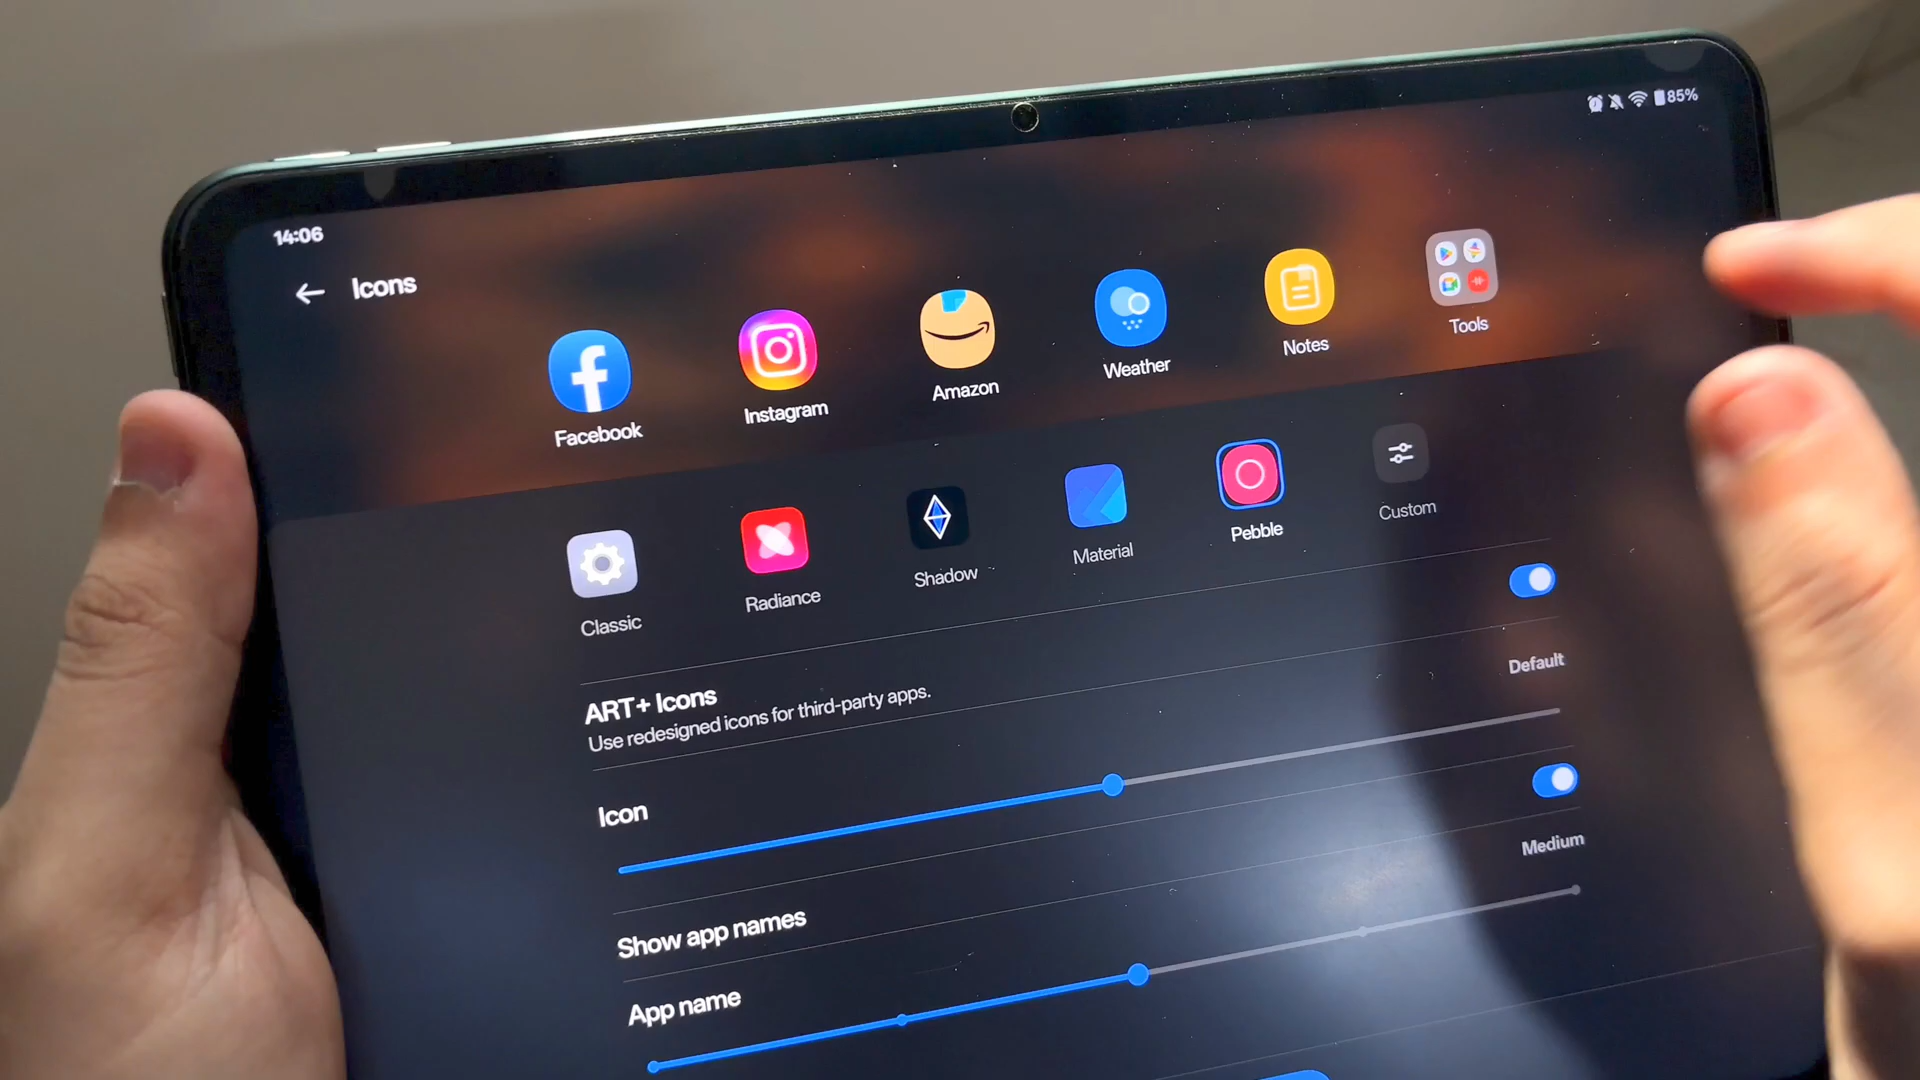 14:06
85%
Icons
Facebook
Instagram
Amazon
Weather
Notes
Tools
Classic
Radiance
Shadow
Material
Pebble
Custom
ART+ Icons
Use redesigned icons for third-party apps.
Icon
Default
Show app names
App name
Medium